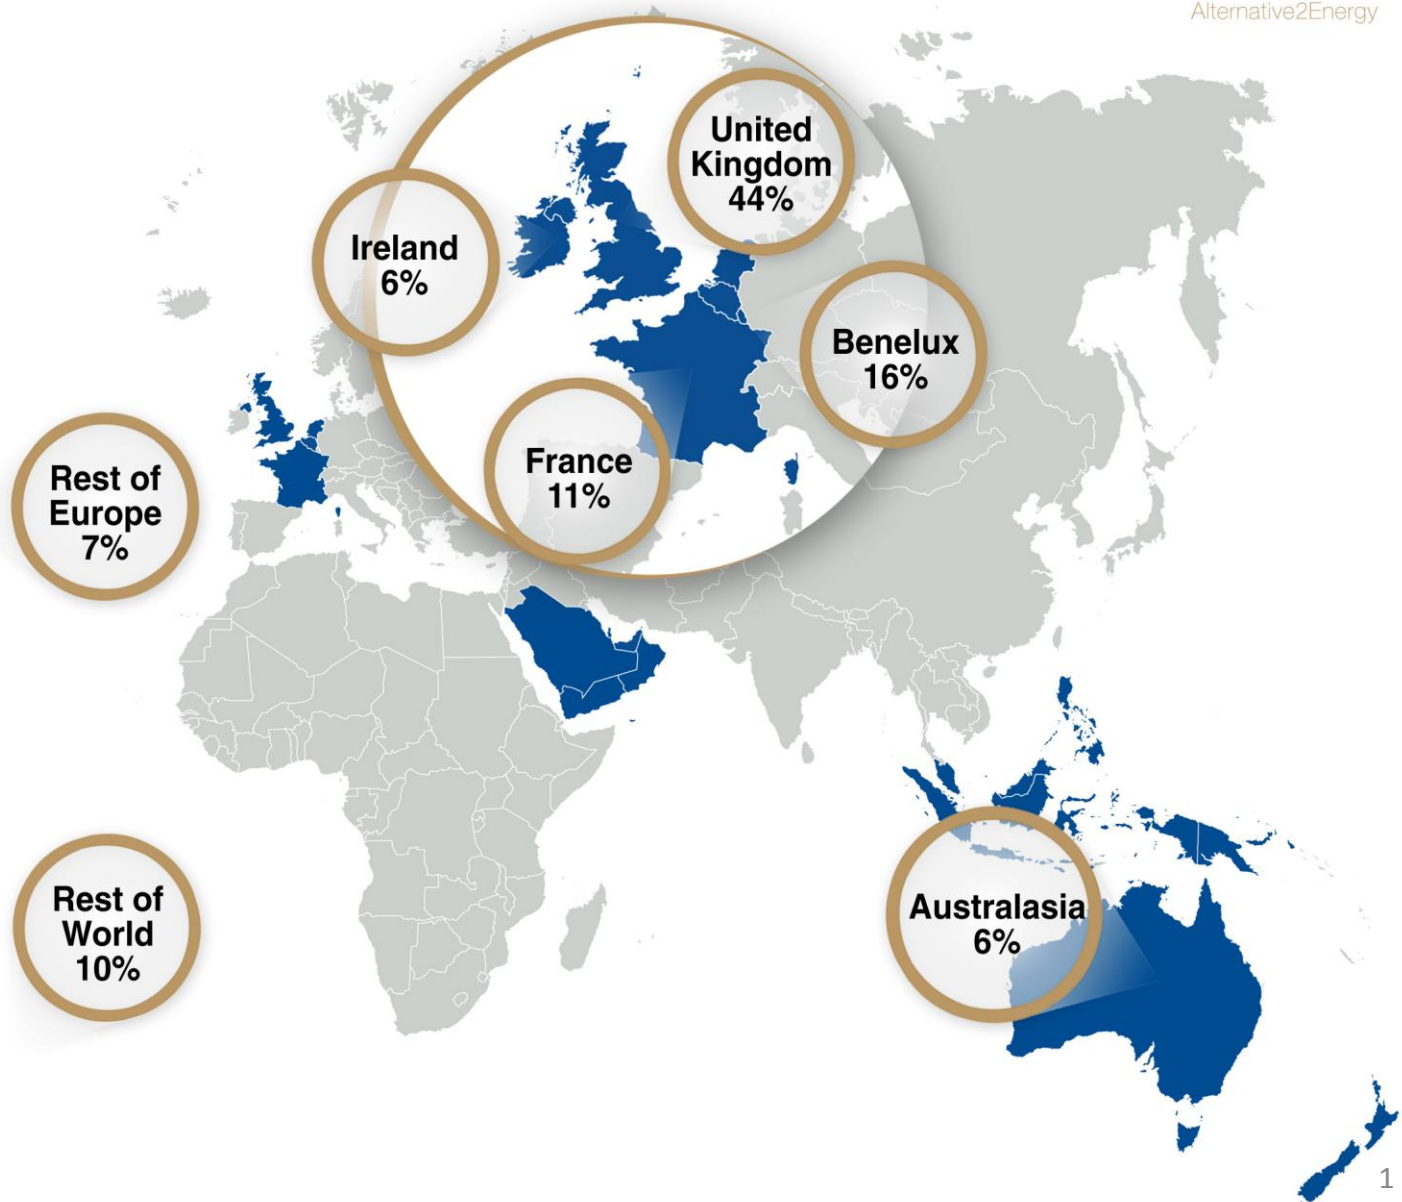 Alternative2Energy
United
Kingdom
44%
Ireland
6%
Benelux
16%
France
11%
Rest of
Europe
7%
Rest of
World
10%
Australasia
6%
1